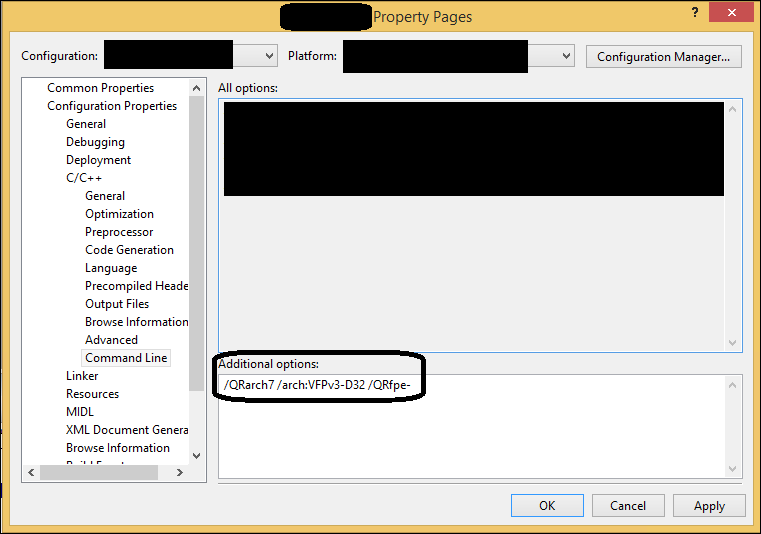 Property Pages
?
Configuration:
Platform:
Configuration Manager...
Common Properties
Configuration Properties
General
Debugging
Deployment
C/C++
General
Optimization
Preprocessor
Code Generation
Language
Precompiled Heade
Output Files
Browse Information
Advanced
Command Line
Linker
Resources
MIDL
XML Document Genera
Browse Information
All options:
Additional options:
/QRarch7 /arch:VFPv3-D32 /QRfpe-
OK
Cancel
Apply